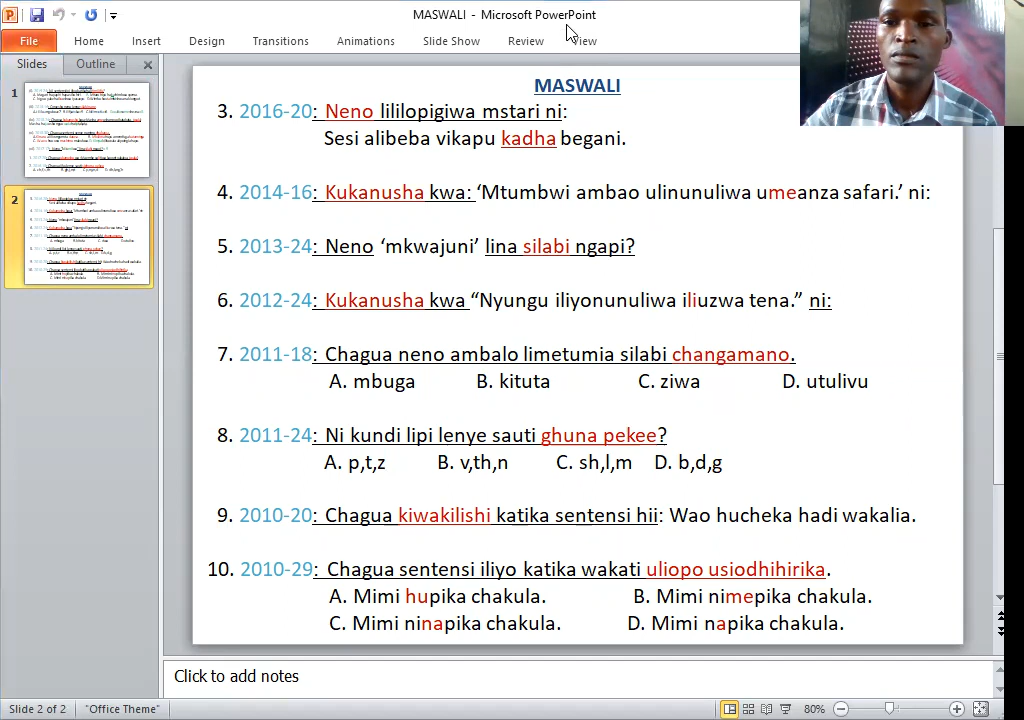 MASWALI - Microsoft PowerPoint
File Home Insert Design Transitions Animations Slide Show Review View
Slides Outline
1
2
MASWALI
3. 2016-20: Neno lililopigiwa mstari ni:
Sesi alibeba vikapu kadha begani.
4. 2014-16: Kukanusha kwa: ‘Mtumbwi ambao ulinunuliwa umeanza safari.’ ni:
5. 2013-24: Neno ‘mkwajuni’ lina silabi ngapi?
6. 2012-24: Kukanusha kwa “Nyungu iliyonunuliwa iliuzwa tena.” ni:
7. 2011-18: Chagua neno ambalo limetumia silabi changamano.
A. mbuga B. kituta C. ziwa D. utulivu
8. 2011-24: Ni kundi lipi lenye sauti ghuna pekee?
A. p,t,z B. v,th,n C. sh,l,m D. b,d,g
9. 2010-20: Chagua kiwakilishi katika sentensi hii: Wao hucheka hadi wakalia.
10. 2010-29: Chagua sentensi iliyo katika wakati uliopo usiodhihirika.
A. Mimi hupika chakula. B. Mimi nimepika chakula.
C. Mimi ninapika chakula. D. Mimi napika chakula.
Click to add notes
Slide 2 of 2 "Office Theme" 80%